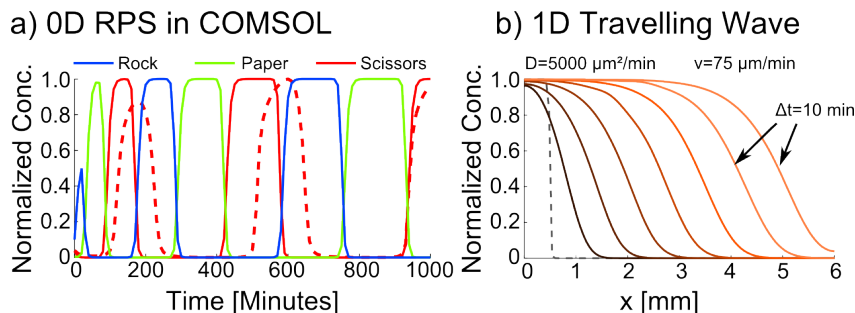 a) 0D RPS in COMSOL
Rock Paper Scissors
Normalized Conc.
1.0
0.8
0.6
0.4
0.2
0
0 200 400 600 800 1000
Time [Minutes]
b) 1D Travelling Wave
D=5000 µm²/min v=75 µm/min
Δt=10 min
Normalized Conc.
1.0
0.8
0.6
0.4
0.2
0
0 1 2 3 4 5 6
x [mm]